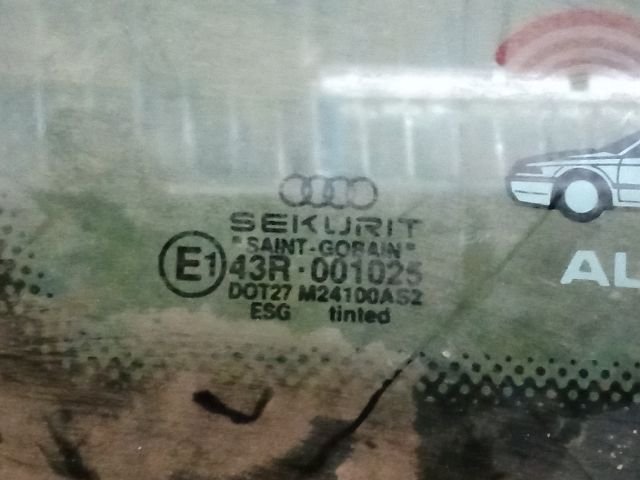 SEKURIT
"SAINT-GOBAIN"
E1 43R-001025
DOT27 M24100AS2
ESG tinted
AL